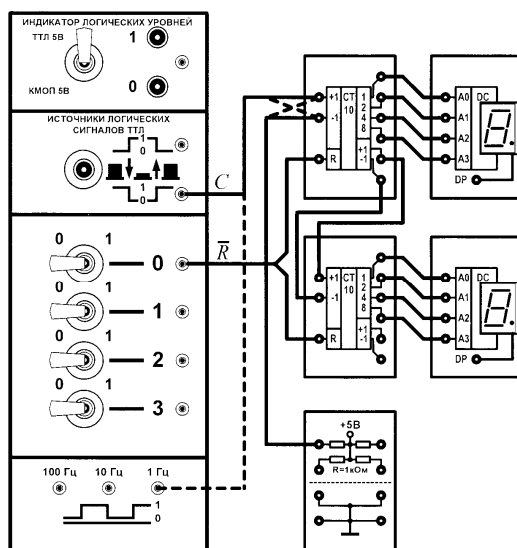 ИНДИКАТОР ЛОГИЧЕСКИХ УРОВНЕЙ
ТТЛ 5В
1
КМОП 5В
0
ИСТОЧНИКИ ЛОГИЧЕСКИХ
СИГНАЛОВ ТТЛ
1
0
1
0
C
R̅
0 1
0
0 1
1
0 1
2
0 1
3
100 Гц 10 Гц 1 Гц
1
0
+1
-1
R
CT
10
1
2
4
8
+1
-1
A0
A1
A2
A3
DC
DP
+1
-1
R
CT
10
1
2
4
8
+1
-1
A0
A1
A2
A3
DC
DP
+5В
R=1кОм